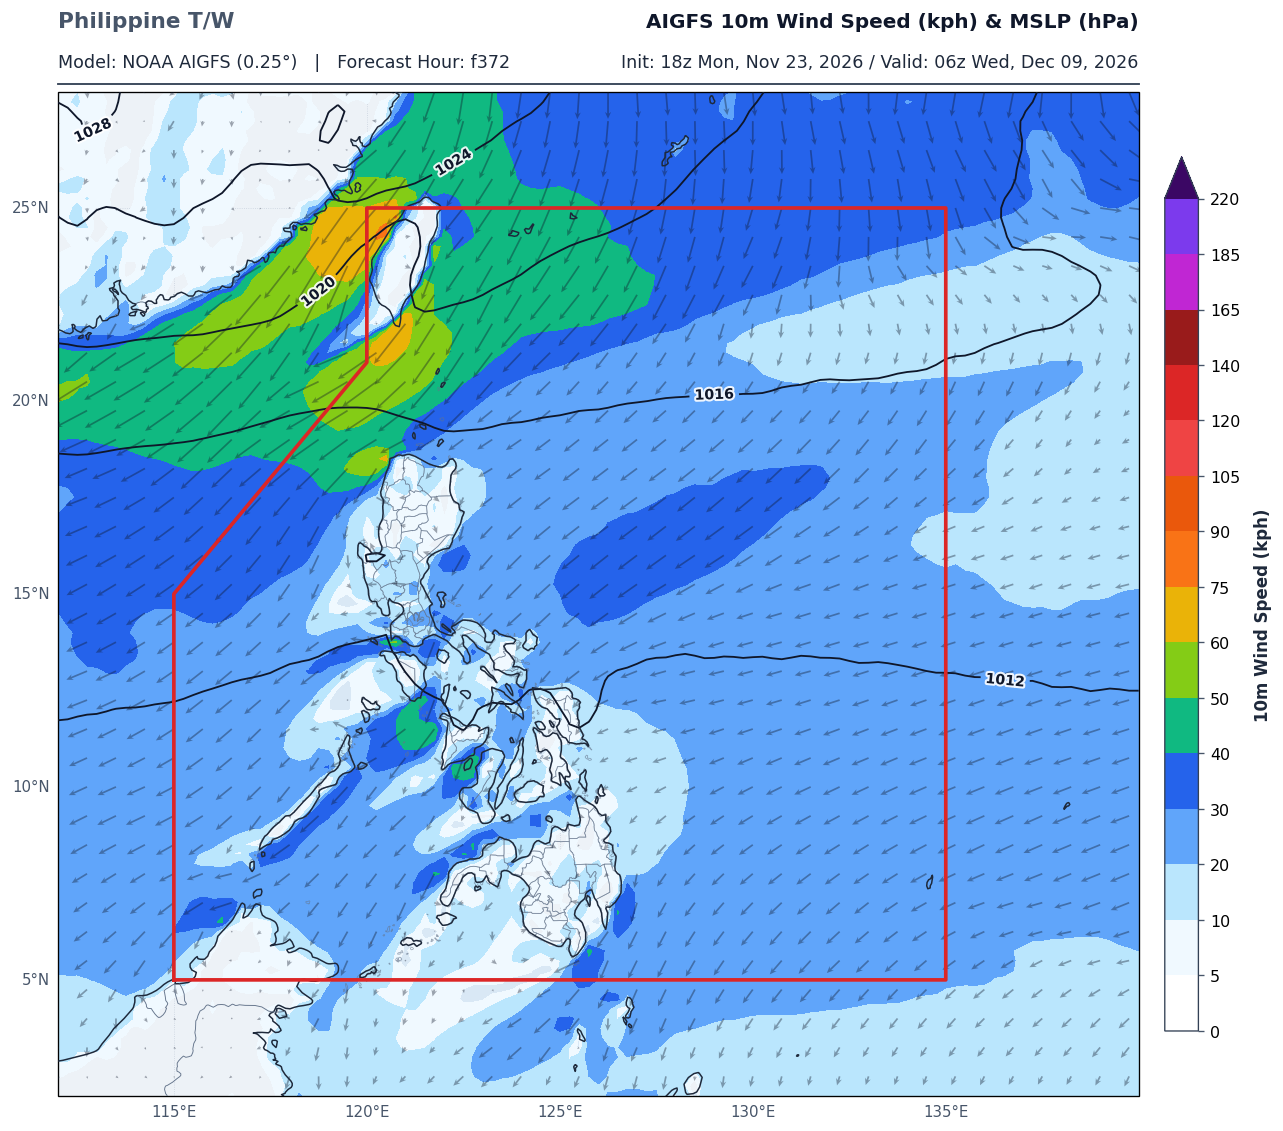 Philippine T/W
AIGFS 10m Wind Speed (kph) & MSLP (hPa)
Model: NOAA AIGFS (0.25°) | Forecast Hour: f372
Init: 18z Mon, Nov 23, 2026 / Valid: 06z Wed, Dec 09, 2026
1028
1024
1020
1016
1012
25°N
20°N
15°N
10°N
5°N
115°E
120°E
125°E
130°E
135°E
220
185
165
140
120
105
90
75
60
50
40
30
20
10
5
0
10m Wind Speed (kph)